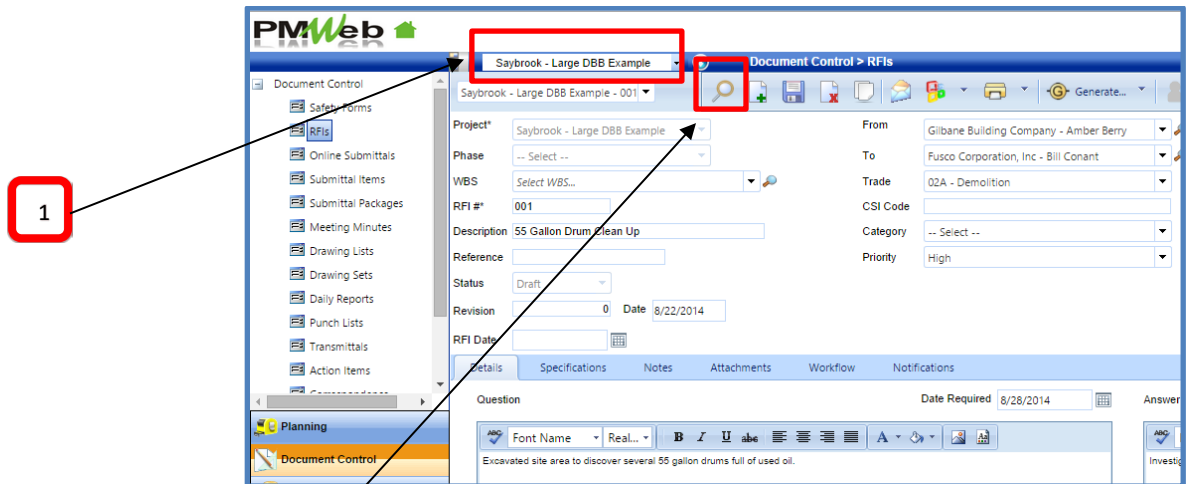 PMWeb
Saybrook - Large DBB Example
Document Control > RFIs
Document Control
Safety Forms
RFIs
Online Submittals
Submittal Items
Submittal Packages
Meeting Minutes
Drawing Lists
Drawing Sets
Daily Reports
Punch Lists
Transmittals
Action Items
Planning
Document Control
1
Saybrook - Large DBB Example - 001
Generate...
Project* Saybrook - Large DBB Example
Phase -- Select --
WBS Select WBS...
RFI #* 001
Description 55 Gallon Drum Clean Up
Reference
Status Draft
Revision 0 Date 8/22/2014
RFI Date
From Gilbane Building Company - Amber Berry
To Fusco Corporation, Inc - Bill Conant
Trade 02A - Demolition
CSI Code
Category -- Select --
Priority High
Details Specifications Notes Attachments Workflow Notifications
Question Date Required 8/28/2014 Answer
ABC Font Name Real... B I U abc A ABC
Excavated site area to discover several 55 gallon drums full of used oil.